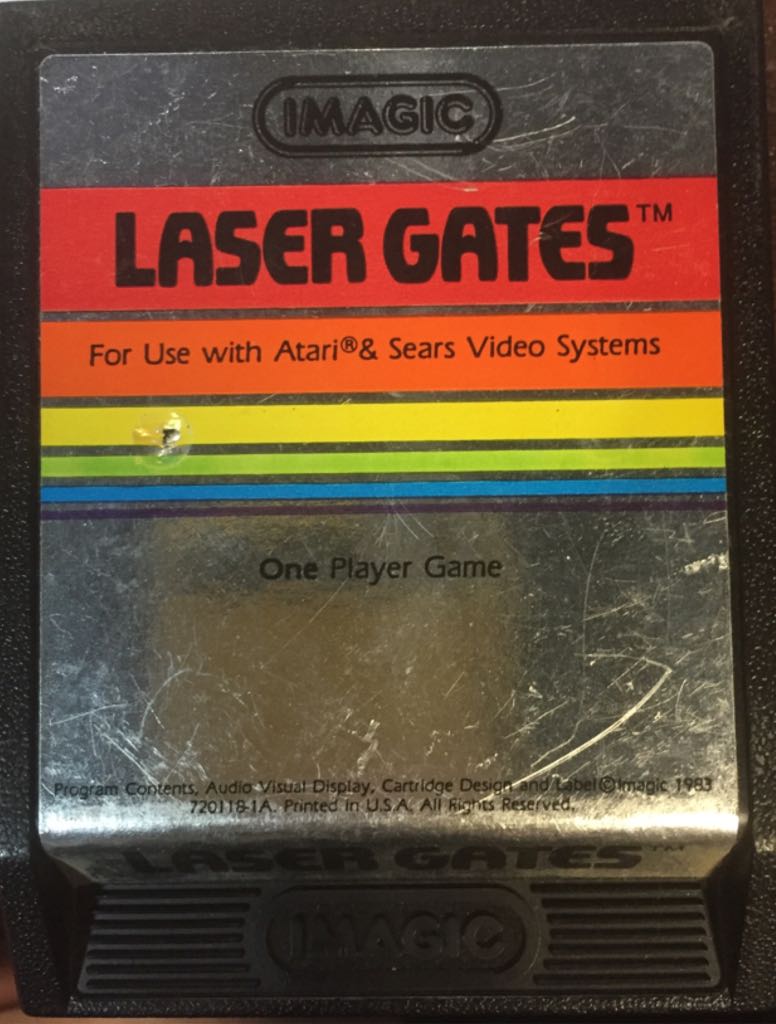 IMAGIC
LASER GATES™
For Use with Atari® & Sears Video Systems
One Player Game
Program Contents, Audio Visual Display, Cartridge Design and Label © Imagic 1983
720118-1A. Printed in U.S.A. All Rights Reserved.
LASER GATES™
IMAGIC